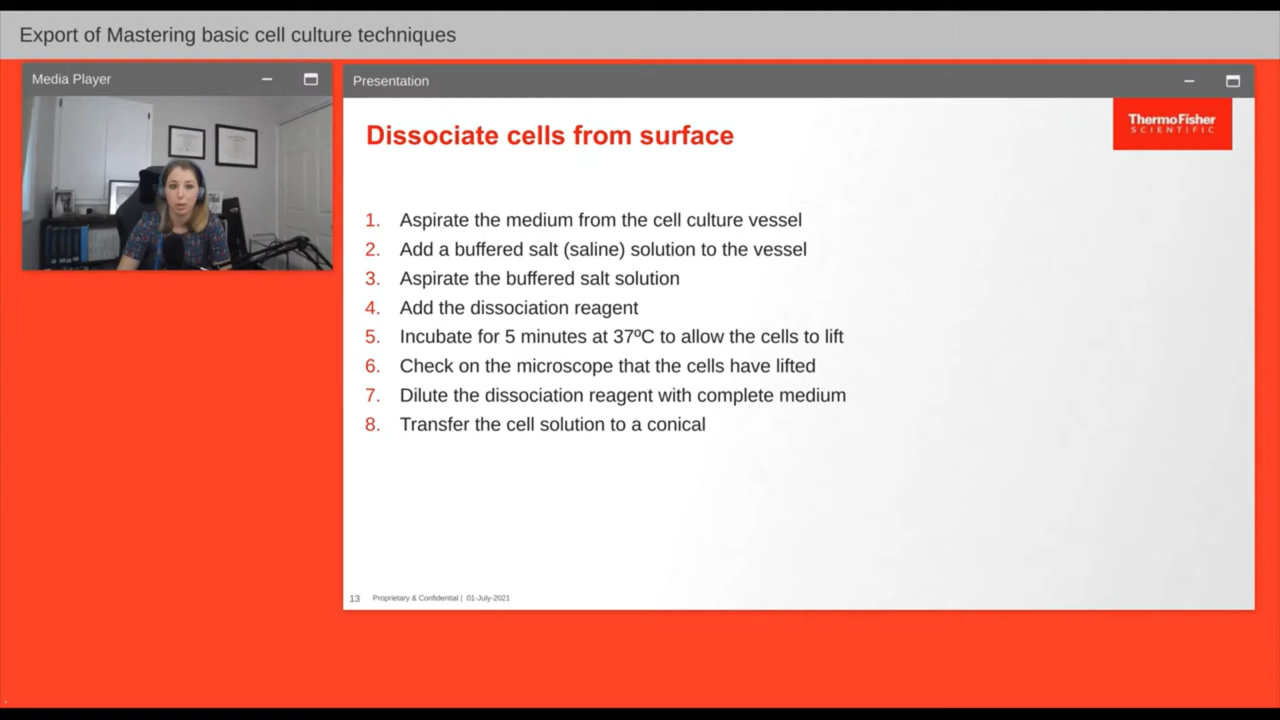 Export of Mastering basic cell culture techniques
Media Player
Presentation
ThermoFisher
SCIENTIFIC
Dissociate cells from surface
1. Aspirate the medium from the cell culture vessel
2. Add a buffered salt (saline) solution to the vessel
3. Aspirate the buffered salt solution
4. Add the dissociation reagent
5. Incubate for 5 minutes at 37ºC to allow the cells to lift
6. Check on the microscope that the cells have lifted
7. Dilute the dissociation reagent with complete medium
8. Transfer the cell solution to a conical
13 Proprietary & Confidential | 01-July-2021